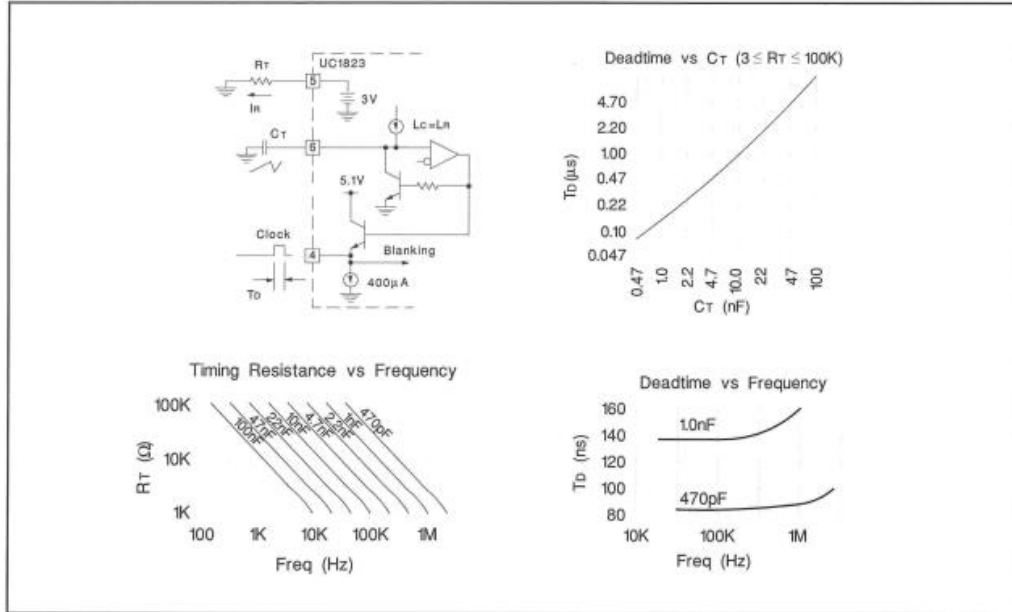 UC1823
RT
5
IR
3V
CT
6
Lc=LR
5.1V
Clock
4
Blanking
TD
400μA
Deadtime vs CT (3 ≤ RT ≤ 100K)
TD (μs)
4.70
2.20
1.00
0.47
0.22
0.10
0.047
0.47 1.0 2.2 4.7 10.0 22 47 100
CT (nF)
Timing Resistance vs Frequency
RT (Ω)
100K
10K
1K
100nF 47nF 22nF 10nF 4.7nF 2.2nF 1nF 470pF
100 1K 10K 100K 1M
Freq (Hz)
Deadtime vs Frequency
TD (ns)
160
140
120
100
80
1.0nF
470pF
10K 100K 1M
Freq (Hz)